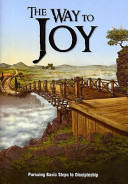 THE WAY TO
JOY
Pursuing Basic Steps to Discipleship